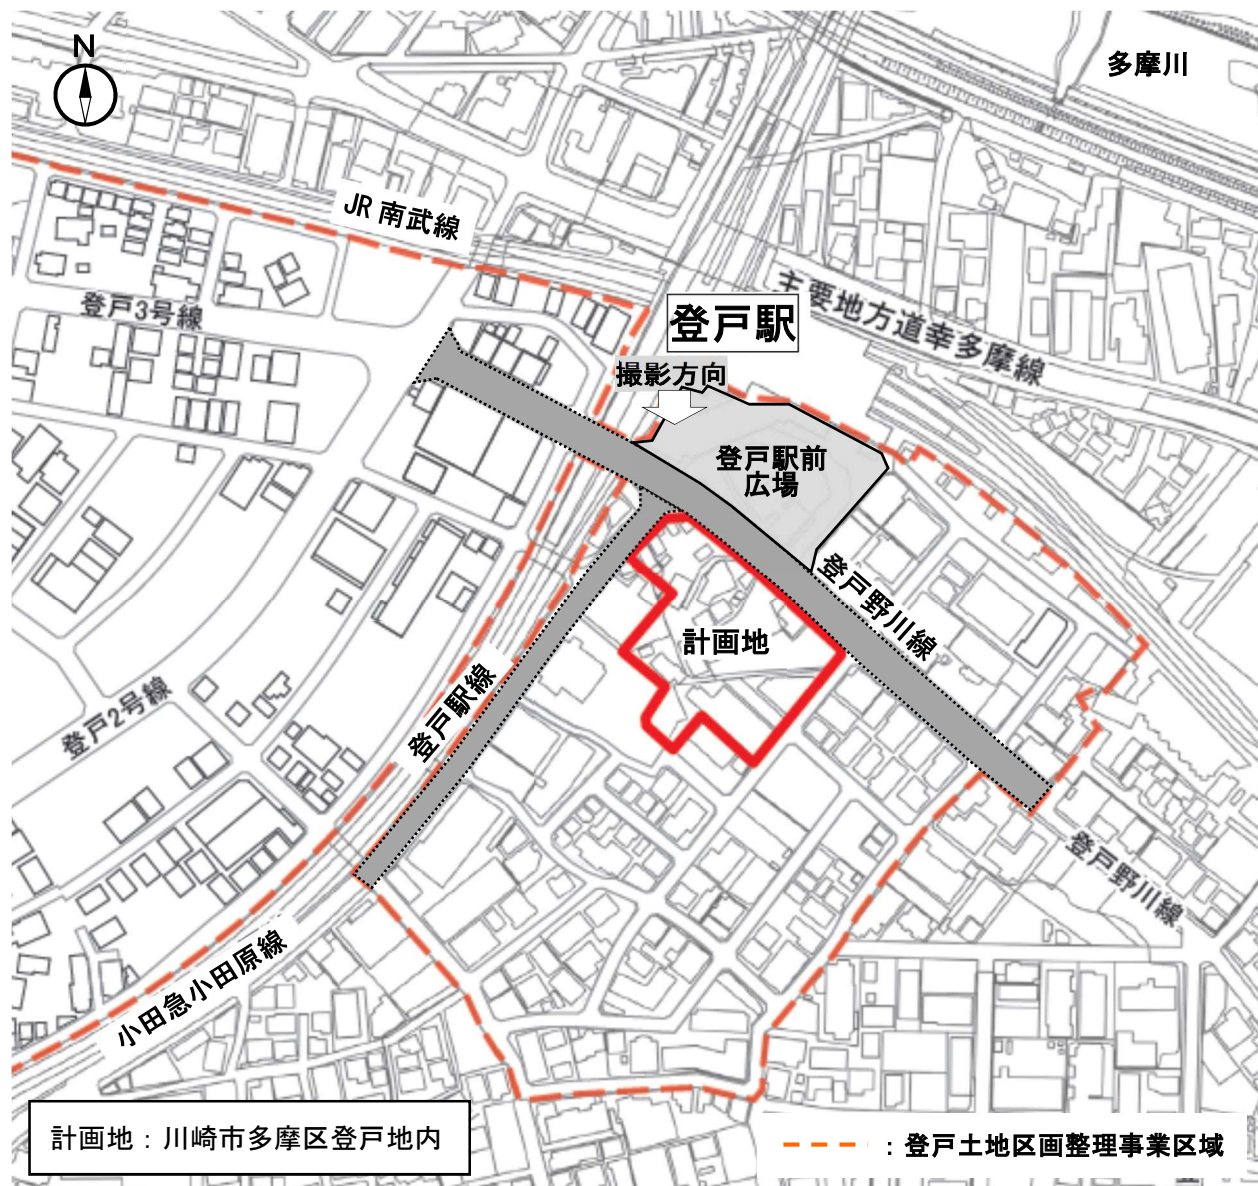 N
多摩川
JR南武線
登戸3号線
主要地方道幸多摩線
登戸駅
撮影方向
登戸駅前
広場
登戸野川線
計画地
登戸駅線
登戸2号線
登戸野川線
小田急小田原線
計画地：川崎市多摩区登戸地内
：登戸土地区画整理事業区域